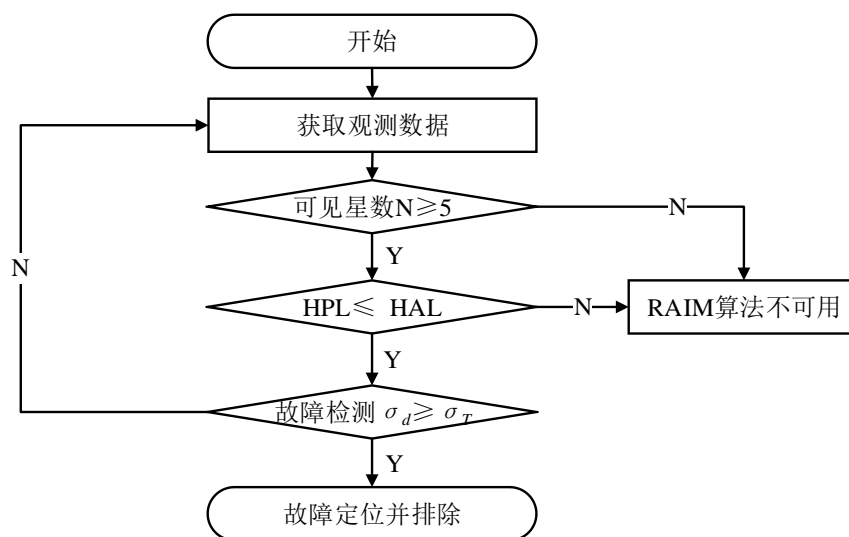 开始
获取观测数据
可见星数N≥5
N
Y
N
HPL≤ HAL
N
RAIM算法不可用
Y
故障检测 σd≥ σT
Y
故障定位并排除